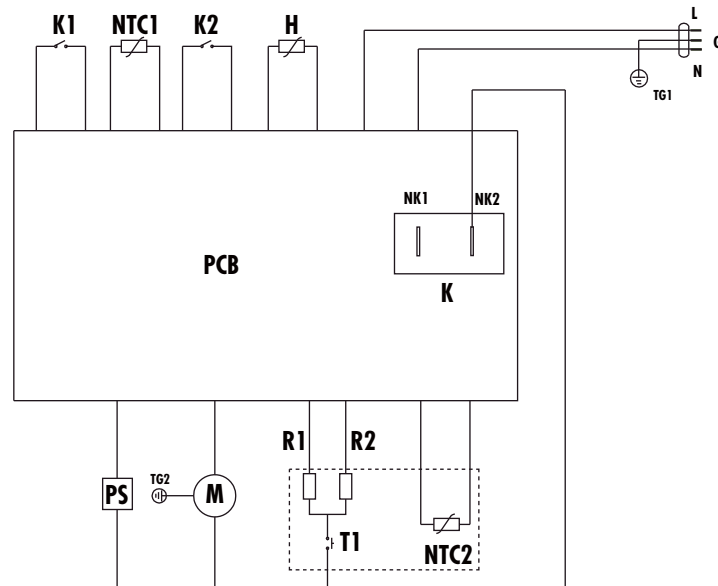 K1 NTC1 K2 H L
C
N
TG1
NK1 NK2
PCB
K
R1 R2
TG2
PS M
T1
NTC2